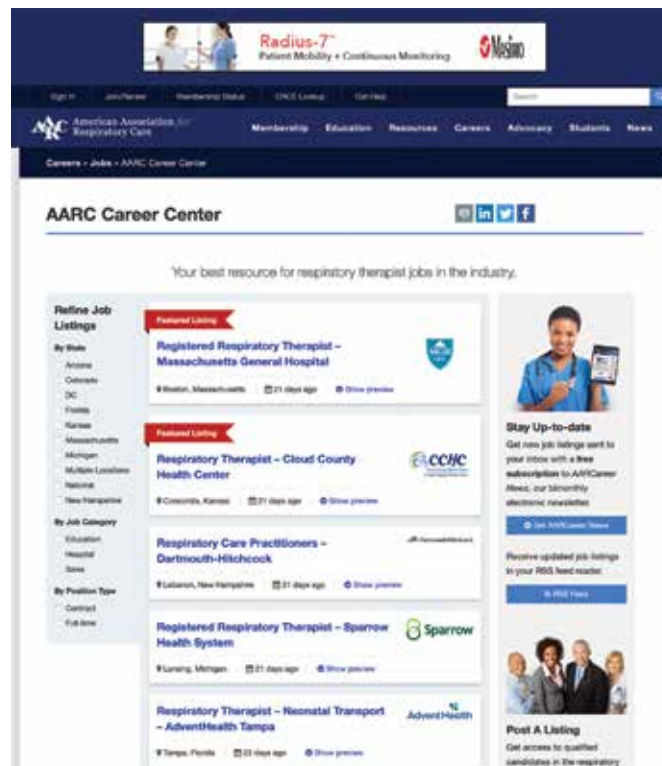 Radius-7™
Patient Mobility + Continuous Monitoring
Masimo
Sign In
Join/Renew
Membership Status
CRCE Lookup
Get Help
Search
AARC
American Association for
Respiratory Care
Membership
Education
Resources
Careers
Advocacy
Students
News
Careers » Jobs » AARC Career Center
AARC Career Center
in
f
Your best resource for respiratory therapist jobs in the industry.
Refine Job
Listings
By State
Arizona
Colorado
DC
Florida
Kansas
Massachusetts
Michigan
Multiple Locations
National
New Hampshire
By Job Category
Education
Hospital
Sales
By Position Type
Contract
Full-time
Featured Listing
Registered Respiratory Therapist –
Massachusetts General Hospital
Boston, Massachusetts
21 days ago
Show preview
Featured Listing
Respiratory Therapist – Cloud County
Health Center
CCHC
Concordia, Kansas
21 days ago
Show preview
Respiratory Care Practitioners –
Dartmouth-Hitchcock
Dartmouth-Hitchcock
Lebanon, New Hampshire
21 days ago
Show preview
Registered Respiratory Therapist – Sparrow
Health System
Sparrow
Lansing, Michigan
21 days ago
Show preview
Respiratory Therapist – Neonatal Transport
– AdventHealth Tampa
Advent Health
Tampa, Florida
22 days ago
Show preview
Stay Up-to-date
Get new job listings sent to
your inbox with a free
subscription to AARCareer
News, our bimonthly
electronic newsletter.
Get AARCareer News
Receive updated job listings
in your RSS feed reader.
RSS Feed
Post A Listing
Get access to qualified
candidates in the respiratory